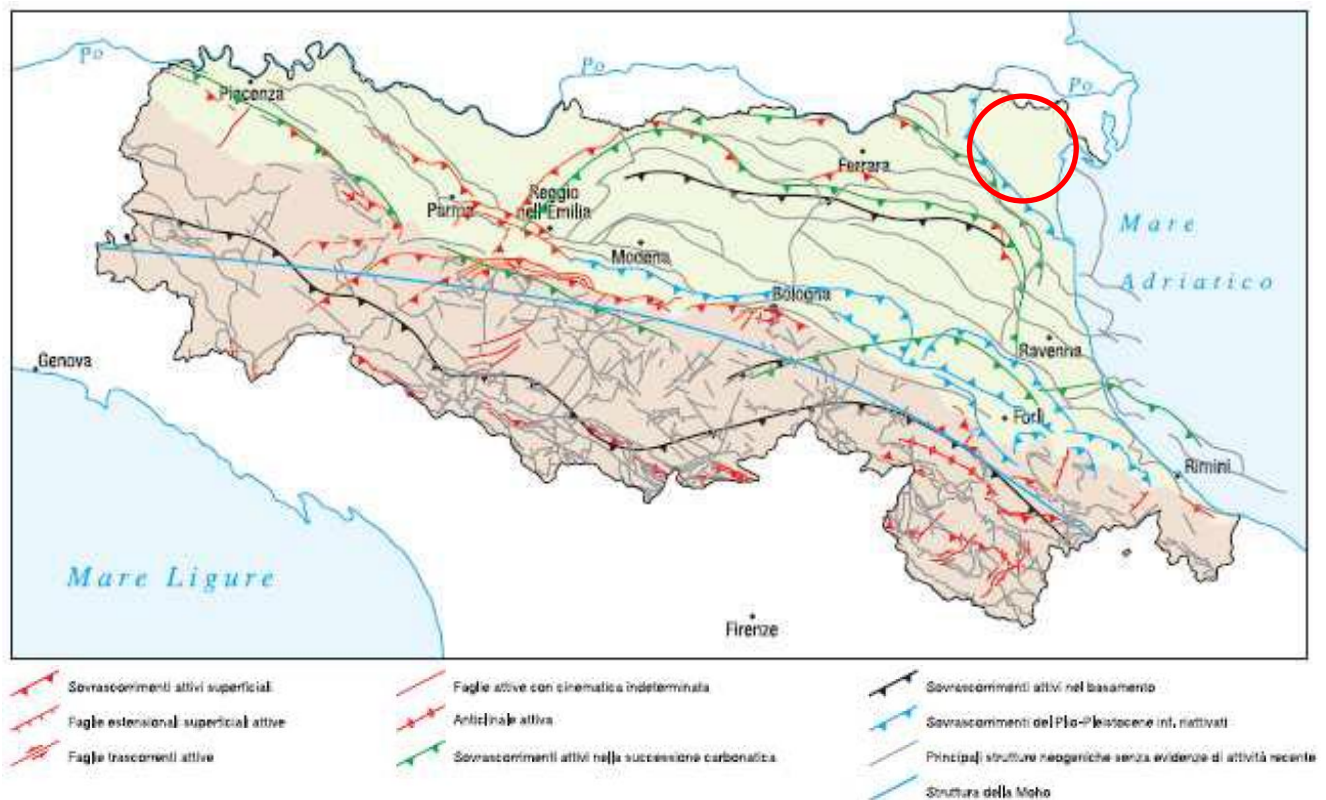 Po
Po
Po
Piacenza
Ferrara
Parma
Reggio
nell'Emilia
Modena
Mare
Adriatico
Bologna
Ravenna
Genova
Forlì
Rimini
Mare Ligure
Firenze
Sovrascorrimenti attivi superficiali
Faglie estensionali superficiali attive
Faglie trascorrenti attive
Faglie attive con cinematica indeterminata
Anticlinale attiva
Sovrascorrimenti attivi nella successione carbonatica
Sovrascorrimenti attivi nel basamento
Sovrascorrimenti del Plio-Pleistocene inf. riattivati
Principali strutture neogeniche senza evidenze di attività recente
Struttura della Moho